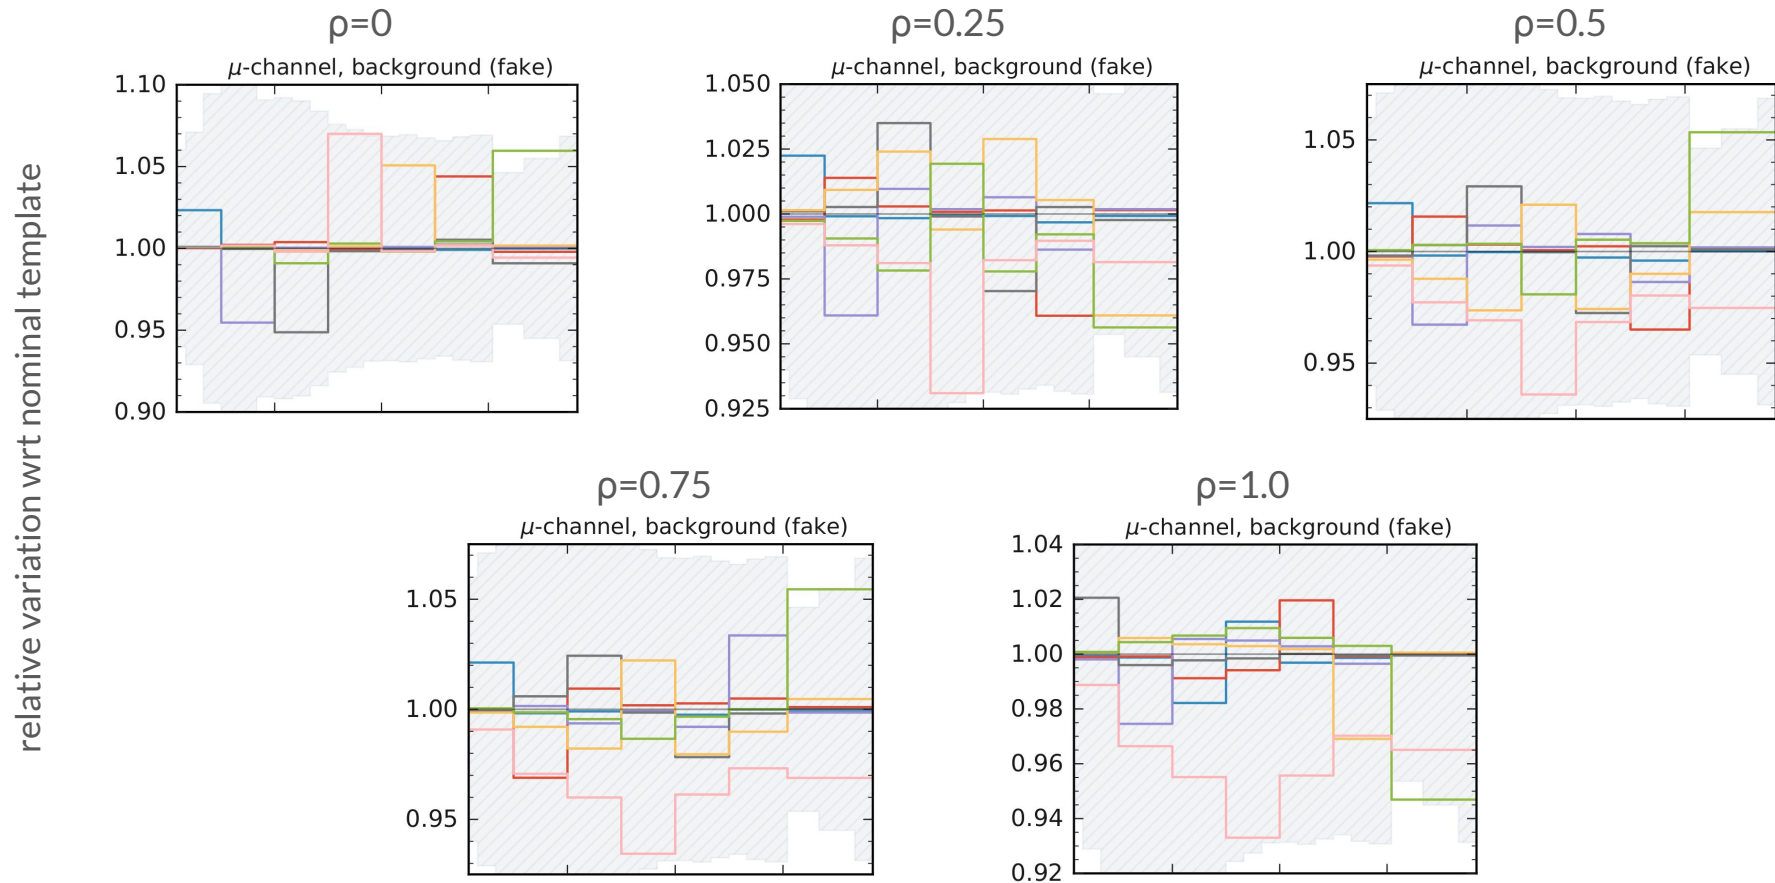 ρ=0
ρ=0.25
ρ=0.5
μ-channel, background (fake)
μ-channel, background (fake)
μ-channel, background (fake)
1.10
1.05
1.00
0.95
0.90
1.050
1.025
1.000
0.975
0.950
0.925
1.05
1.00
0.95
relative variation wrt nominal template
ρ=0.75
ρ=1.0
μ-channel, background (fake)
μ-channel, background (fake)
1.05
1.00
0.95
1.04
1.02
1.00
0.98
0.96
0.94
0.92